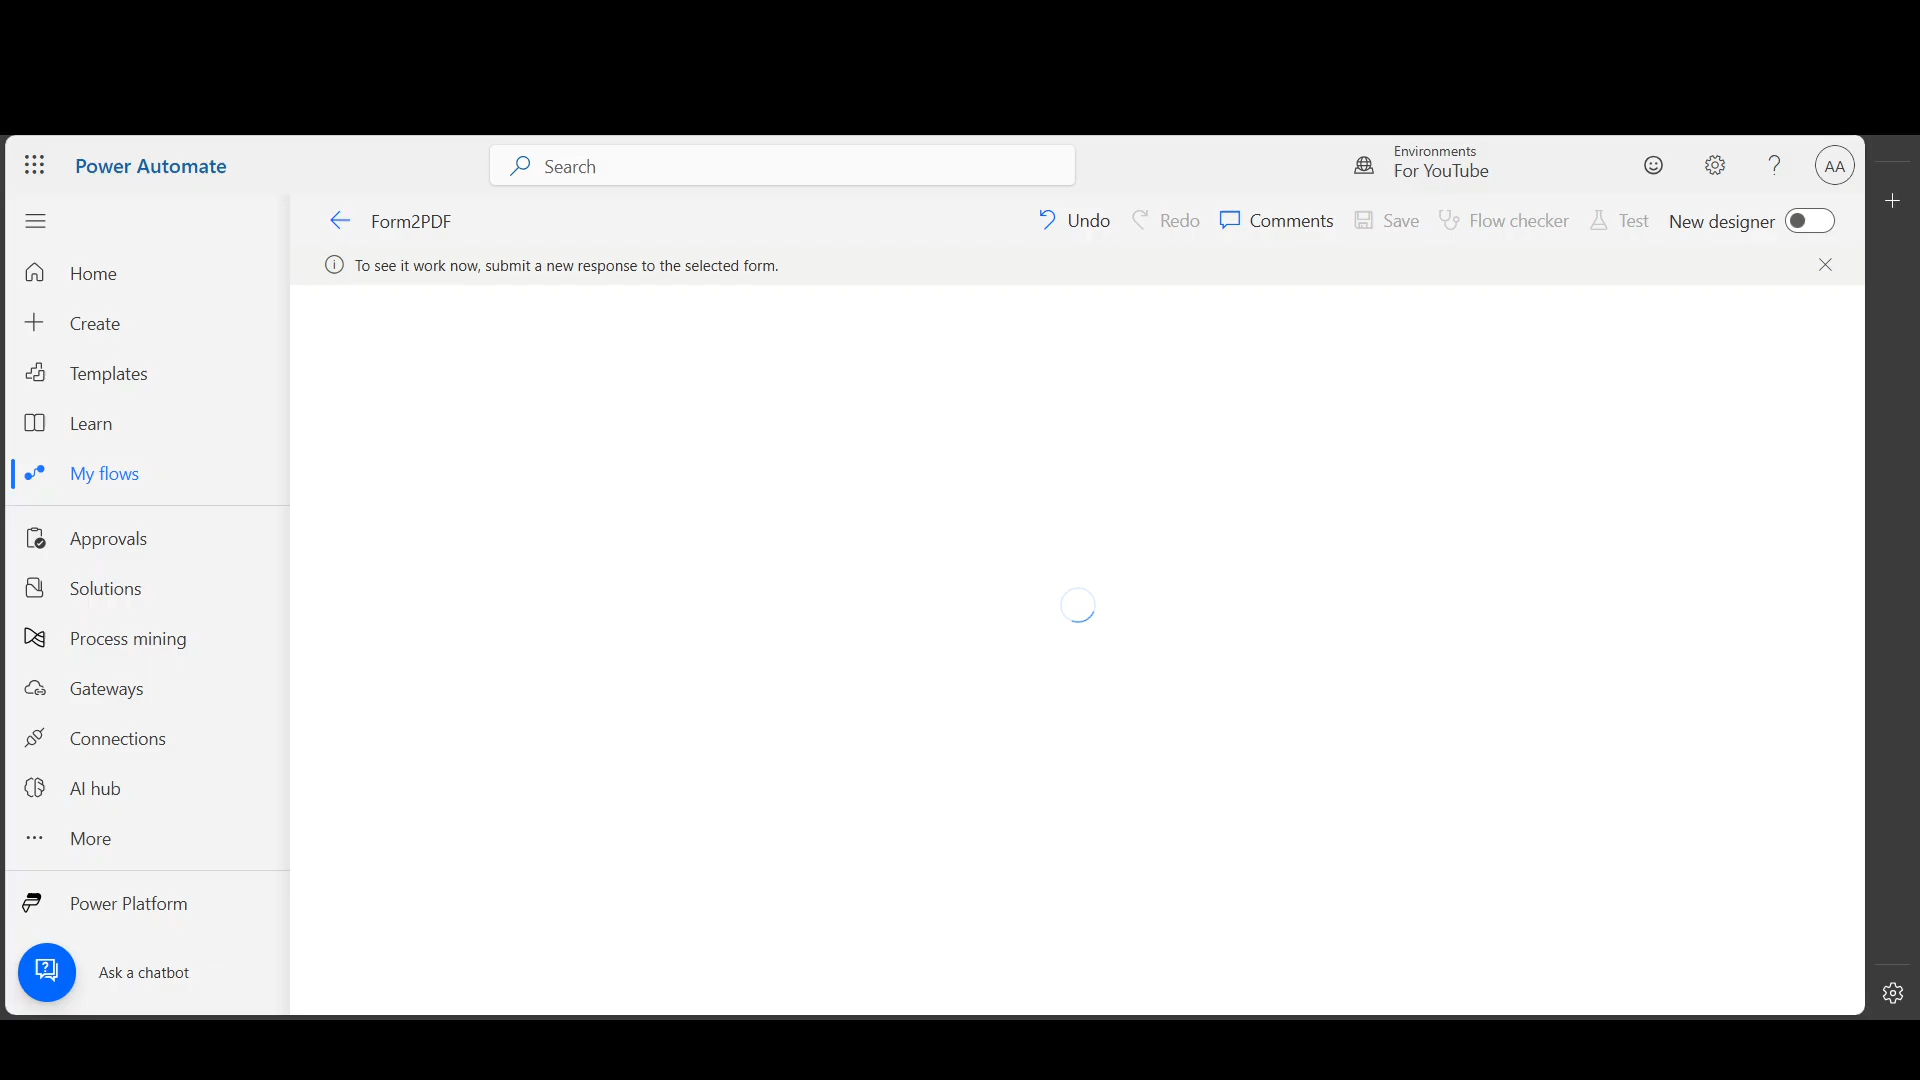 Power Automate
Search
Environments
For YouTube
AA
Form2PDF
Undo
Redo
Comments
Save
Flow checker
Test
New designer
To see it work now, submit a new response to the selected form.
Home
Create
Templates
Learn
My flows
Approvals
Solutions
Process mining
Gateways
Connections
AI hub
More
Power Platform
Ask a chatbot